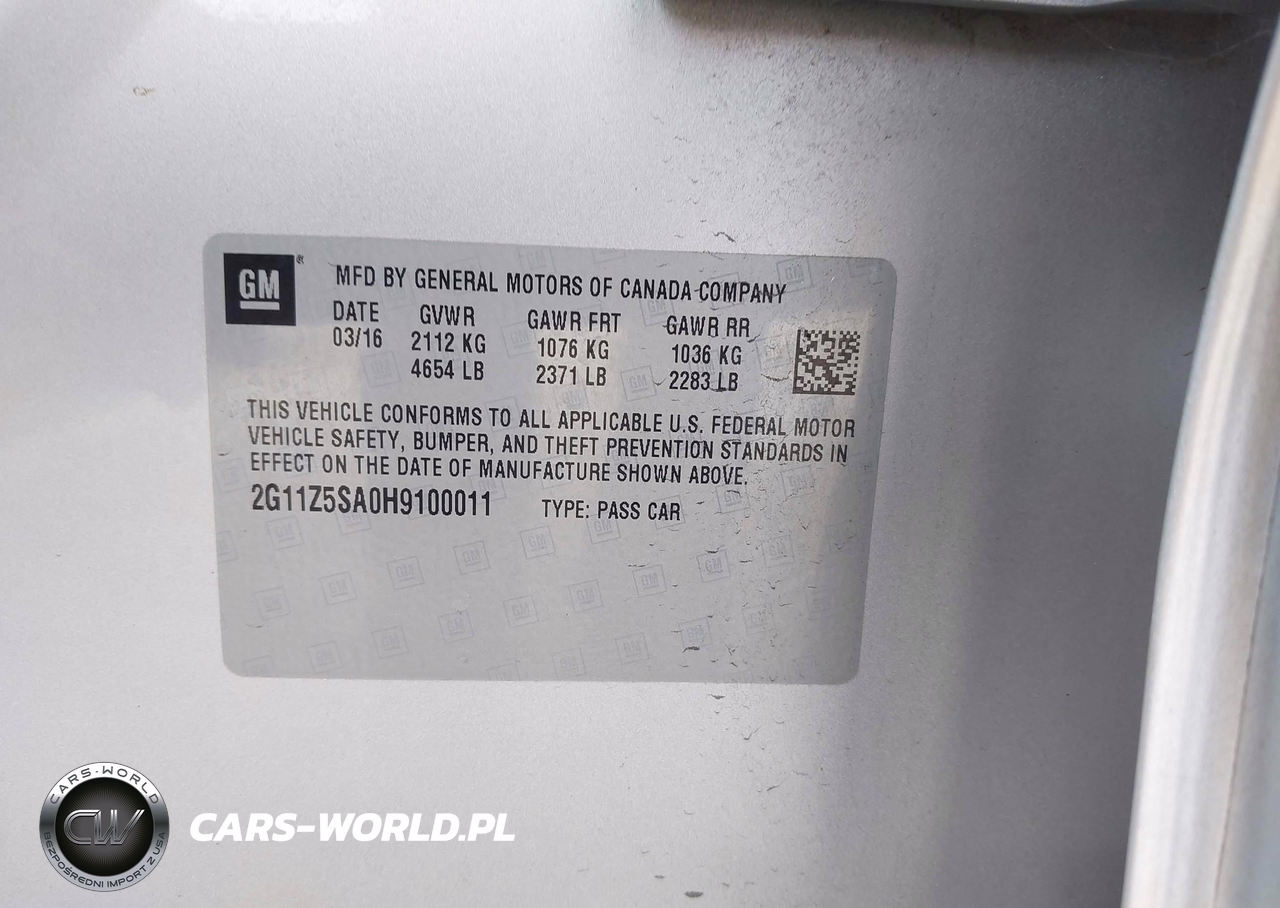 GM
MFD BY GENERAL MOTORS OF CANADA COMPANY
DATE GVWR GAWR FRT GAWR RR
03/16 2112 KG 1076 KG 1036 KG
4654 LB 2371 LB 2283 LB
THIS VEHICLE CONFORMS TO ALL APPLICABLE U.S. FEDERAL MOTOR
VEHICLE SAFETY, BUMPER, AND THEFT PREVENTION STANDARDS IN
EFFECT ON THE DATE OF MANUFACTURE SHOWN ABOVE.
2G11Z5SA0H9100011 TYPE: PASS CAR
CARS-WORLD
CW
BEZPOŚREDNI IMPORT Z USA
CARS-WORLD.PL